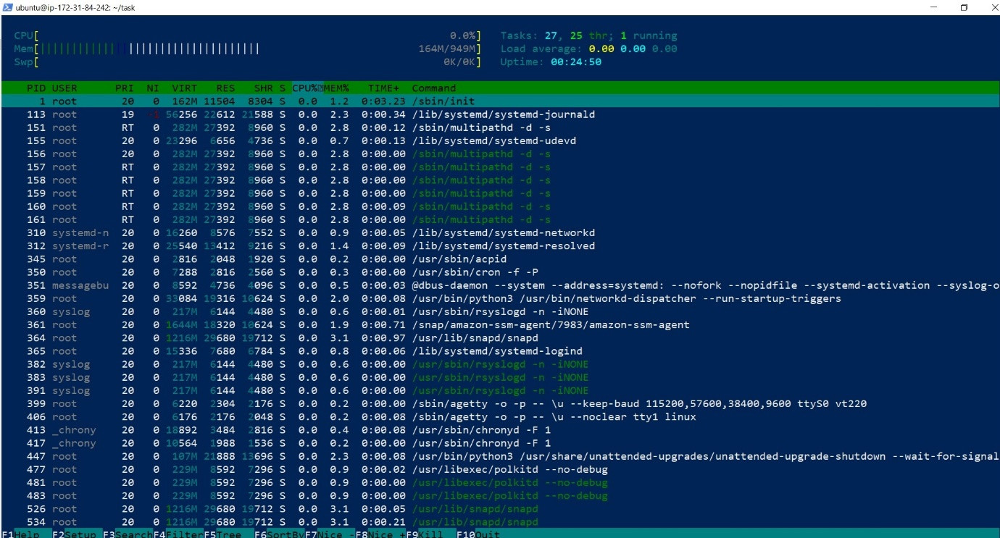 ubuntu@ip-172-31-84-242: ~/task
CPU[ 0.0%] Tasks: 27, 25 thr; 1 running
Mem[|||||||||||||||||||||||||||||||||| 164M/949M] Load average: 0.00 0.00 0.00
Swp[ 0K/0K] Uptime: 00:24:50
PID USER PRI NI VIRT RES SHR S CPU% MEM% TIME+ Command
1 root 20 0 162M 11504 8304 S 0.0 1.2 0:03.23 /sbin/init
113 root 19 -1 56256 22612 21588 S 0.0 2.3 0:00.34 /lib/systemd/systemd-journald
151 root RT 0 282M 27392 8960 S 0.0 2.8 0:00.12 /sbin/multipathd -d -s
155 root 20 0 23296 6656 4736 S 0.0 0.7 0:00.13 /lib/systemd/systemd-udevd
156 root 20 0 282M 27392 8960 S 0.0 2.8 0:00.00 /sbin/multipathd -d -s
157 root RT 0 282M 27392 8960 S 0.0 2.8 0:00.00 /sbin/multipathd -d -s
158 root RT 0 282M 27392 8960 S 0.0 2.8 0:00.00 /sbin/multipathd -d -s
159 root RT 0 282M 27392 8960 S 0.0 2.8 0:00.00 /sbin/multipathd -d -s
160 root RT 0 282M 27392 8960 S 0.0 2.8 0:00.09 /sbin/multipathd -d -s
161 root RT 0 282M 27392 8960 S 0.0 2.8 0:00.00 /sbin/multipathd -d -s
310 systemd-n 20 0 16260 8576 7552 S 0.0 0.9 0:00.05 /lib/systemd/systemd-networkd
312 systemd-r 20 0 25540 13412 9216 S 0.0 1.4 0:00.09 /lib/systemd/systemd-resolved
345 root 20 0 2816 2048 1920 S 0.0 0.2 0:00.00 /usr/sbin/acpid
350 root 20 0 7288 2816 2560 S 0.0 0.3 0:00.00 /usr/sbin/cron -f -P
351 messagebu 20 0 8592 4736 4096 S 0.0 0.5 0:00.03 @dbus-daemon --system --address=systemd: --nofork --nopidfile --systemd-activation --syslog-o
359 root 20 0 33084 19316 10624 S 0.0 2.0 0:00.08 /usr/bin/python3 /usr/bin/networkd-dispatcher --run-startup-triggers
360 syslog 20 0 217M 6144 4480 S 0.0 0.6 0:00.01 /usr/sbin/rsyslogd -n -iNONE
361 root 20 0 1644M 18320 10624 S 0.0 1.9 0:00.71 /snap/amazon-ssm-agent/7983/amazon-ssm-agent
364 root 20 0 1216M 29680 19712 S 0.0 3.1 0:00.97 /usr/lib/snapd/snapd
365 root 20 0 15336 7680 6784 S 0.0 0.8 0:00.06 /lib/systemd/systemd-logind
382 syslog 20 0 217M 6144 4480 S 0.0 0.6 0:00.00 /usr/sbin/rsyslogd -n -iNONE
383 syslog 20 0 217M 6144 4480 S 0.0 0.6 0:00.00 /usr/sbin/rsyslogd -n -iNONE
391 syslog 20 0 217M 6144 4480 S 0.0 0.6 0:00.00 /usr/sbin/rsyslogd -n -iNONE
399 root 20 0 6220 2304 2176 S 0.0 0.2 0:00.00 /sbin/agetty -o -p -- \u --keep-baud 115200,57600,38400,9600 ttyS0 vt220
406 root 20 0 6176 2176 2048 S 0.0 0.2 0:00.08 /sbin/agetty -o -p -- \u --noclear tty1 linux
413 _chrony 20 0 18892 3484 2816 S 0.0 0.4 0:00.08 /usr/sbin/chronyd -F 1
417 _chrony 20 0 10564 1988 1536 S 0.0 0.2 0:00.00 /usr/sbin/chronyd -F 1
447 root 20 0 107M 21888 13696 S 0.0 2.3 0:00.08 /usr/bin/python3 /usr/share/unattended-upgrades/unattended-upgrade-shutdown --wait-for-signal
477 root 20 0 229M 8592 7296 S 0.0 0.9 0:00.02 /usr/libexec/polkitd --no-debug
481 root 20 0 229M 8592 7296 S 0.0 0.9 0:00.00 /usr/libexec/polkitd --no-debug
483 root 20 0 229M 8592 7296 S 0.0 0.9 0:00.00 /usr/libexec/polkitd --no-debug
526 root 20 0 1216M 29680 19712 S 0.0 3.1 0:00.05 /usr/lib/snapd/snapd
534 root 20 0 1216M 29680 19712 S 0.0 3.1 0:00.21 /usr/lib/snapd/snapd
F1Help F2Setup F3SearchF4FilterF5Tree F6SortByF7Nice -F8Nice +F9Kill F10Quit